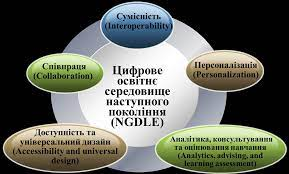 Сумісність
(Interoperability)
Співпраця
(Collaboration)
Персоналізація
(Personalization)
Цифрове
освітнє
середовище
наступного
покоління
(NGDLE)
Доступність та
універсальний дизайн
(Accessibility and universal
design)
Аналітика, консультування
та оцінювання навчання
(Analytics, advising, and
learning assessment)